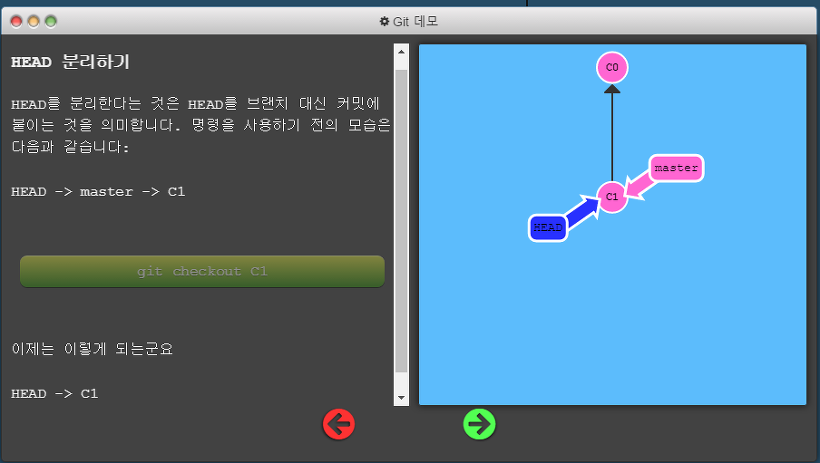 Git 데모
HEAD 분리하기
HEAD를 분리한다는 것은 HEAD를 브랜치 대신 커밋에
붙이는 것을 의미합니다. 명령을 사용하기 전의 모습은
다음과 같습니다:
HEAD -> master -> C1
git checkout C1
이제는 이렇게 되는군요
HEAD -> C1
C0
master
C1
HEAD